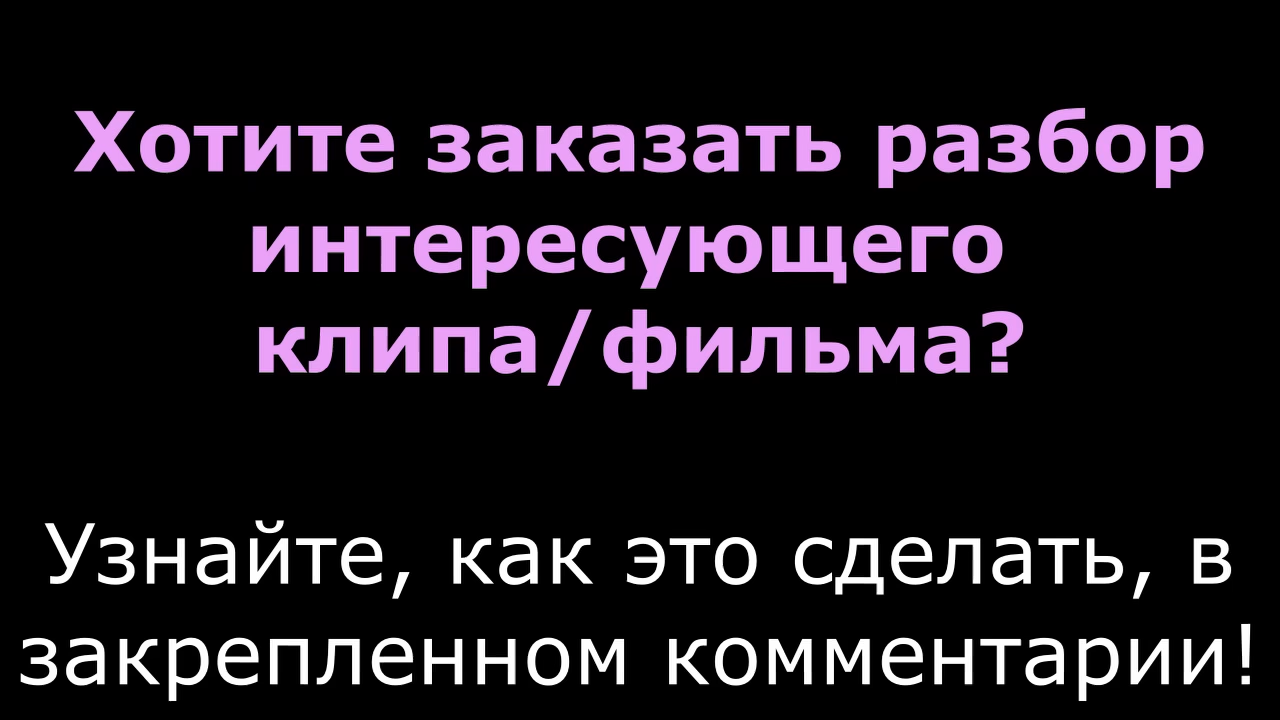 Хотите заказать разбор
интересующего
клипа/фильма?
Узнайте, как это сделать, в
закрепленном комментарии!